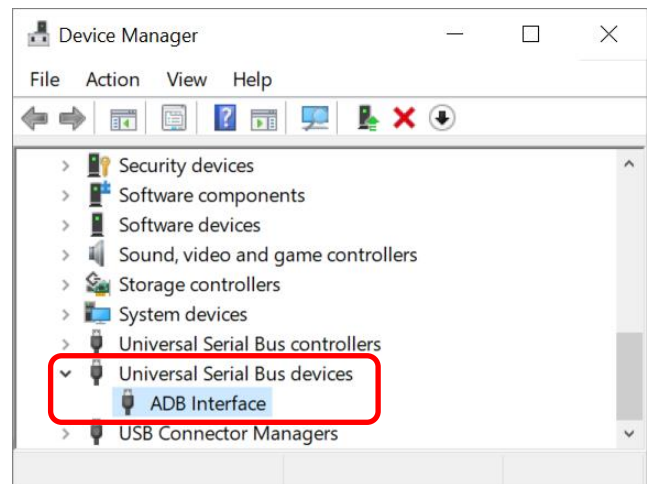 Device Manager
File Action View Help
Security devices
Software components
Software devices
Sound, video and game controllers
Storage controllers
System devices
Universal Serial Bus controllers
Universal Serial Bus devices
ADB Interface
USB Connector Managers